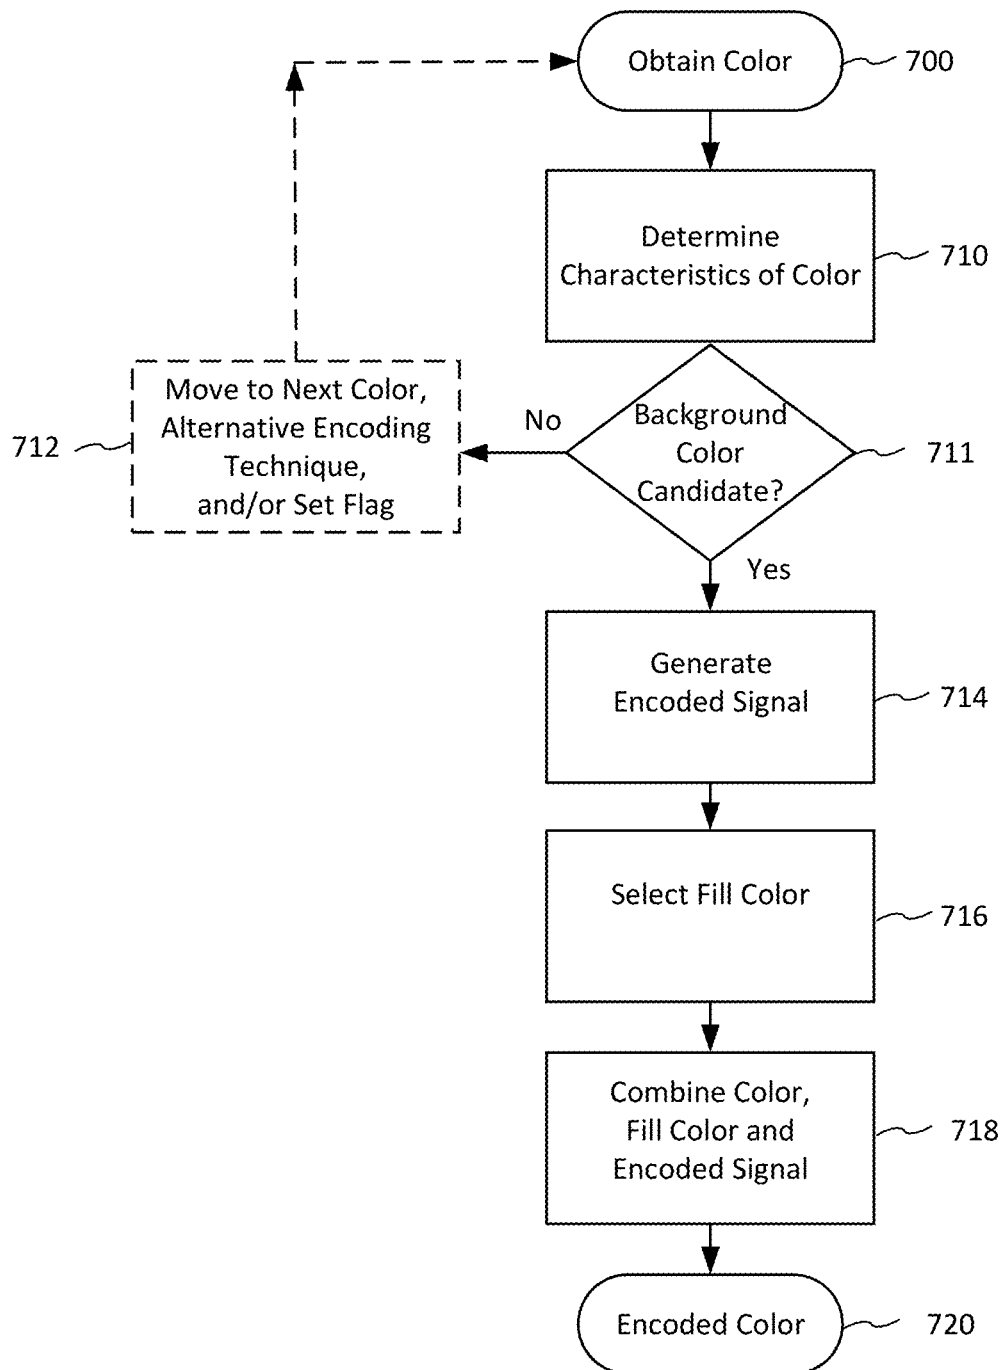 Obtain Color
700
Determine
Characteristics of Color
710
Background
Color
Candidate?
711
No
Move to Next Color,
Alternative Encoding
Technique,
and/or Set Flag
712
Yes
Generate
Encoded Signal
714
Select Fill Color
716
Combine Color,
Fill Color and
Encoded Signal
718
Encoded Color
720